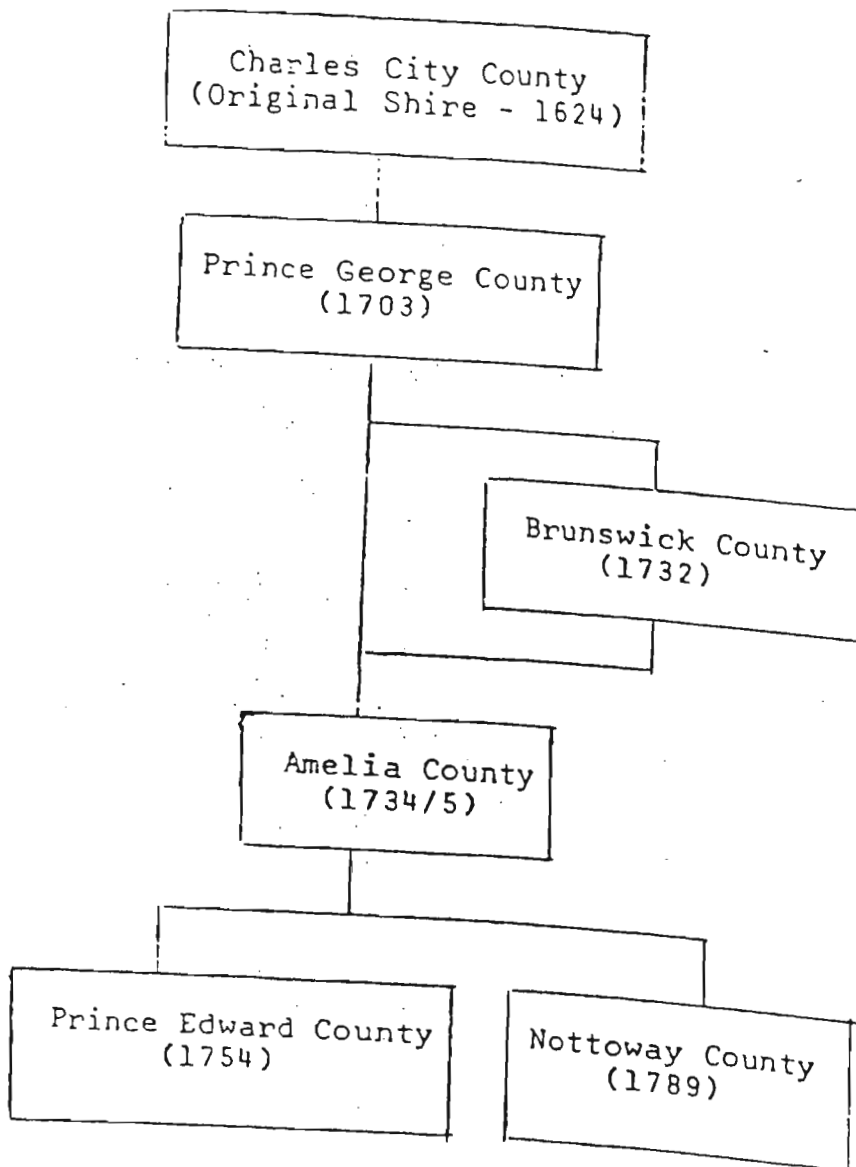 Charles City County
(Original Shire - 1624)
Prince George County
(1703)
Brunswick County
(1732)
Amelia County
(1734/5)
Prince Edward County
(1754)
Nottoway County
(1789)